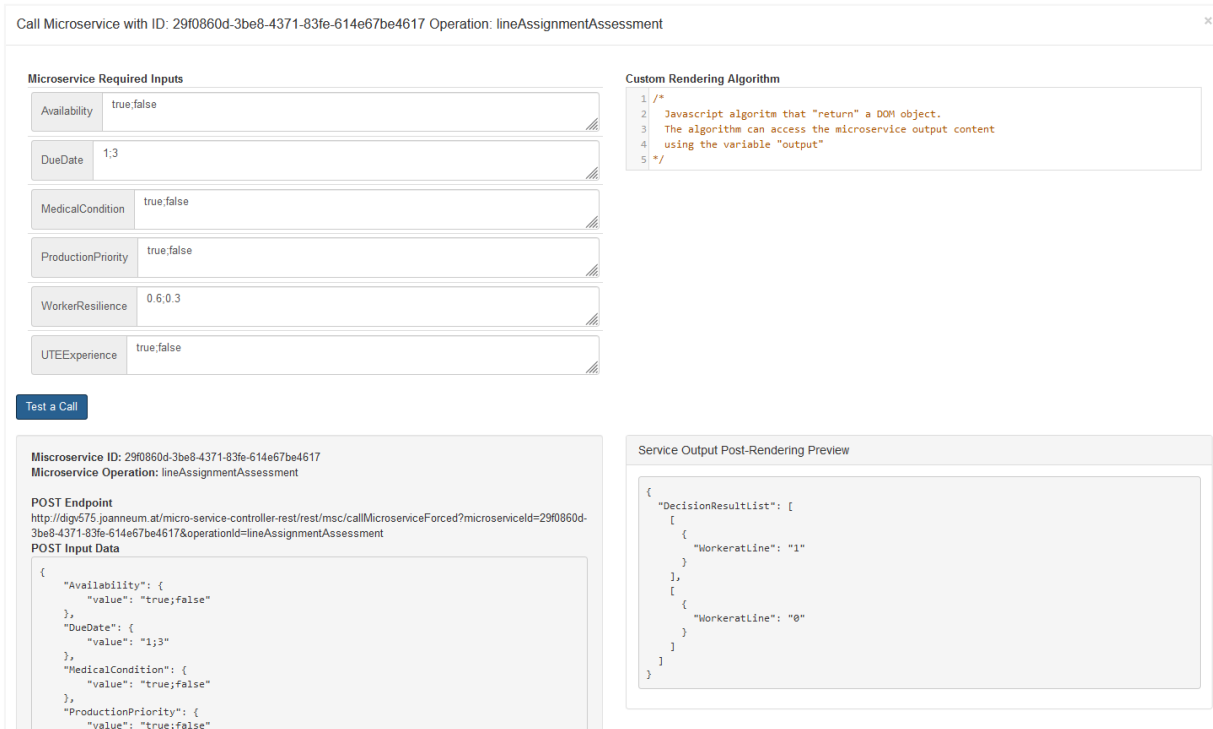 Call Microservice with ID: 29f0860d-3be8-4371-83fe-614e67be4617 Operation: lineAssignmentAssessment
×
Microservice Required Inputs
Availability
true;false
DueDate
1;3
MedicalCondition
true;false
ProductionPriority
true;false
WorkerResilience
0.6;0.3
UTEExperience
true;false
Test a Call
Custom Rendering Algorithm
1 /*
2 Javascript algoritm that "return" a DOM object.
3 The algorithm can access the microservice output content
4 using the variable "output"
5 */
Miscroservice ID: 29f0860d-3be8-4371-83fe-614e67be4617
Microservice Operation: lineAssignmentAssessment
POST Endpoint
http://digv575.joanneum.at/micro-service-controller-rest/rest/msc/callMicroserviceForced?microserviceId=29f0860d-
3be8-4371-83fe-614e67be4617&operationId=lineAssignmentAssessment
POST Input Data
{
"Availability": {
"value": "true;false"
},
"DueDate": {
"value": "1;3"
},
"MedicalCondition": {
"value": "true;false"
},
"ProductionPriority": {
"value": "true;false"
Service Output Post-Rendering Preview
{
"DecisionResultList": [
[
{
"WorkeratLine": "1"
}
],
[
{
"WorkeratLine": "0"
}
]
]
}